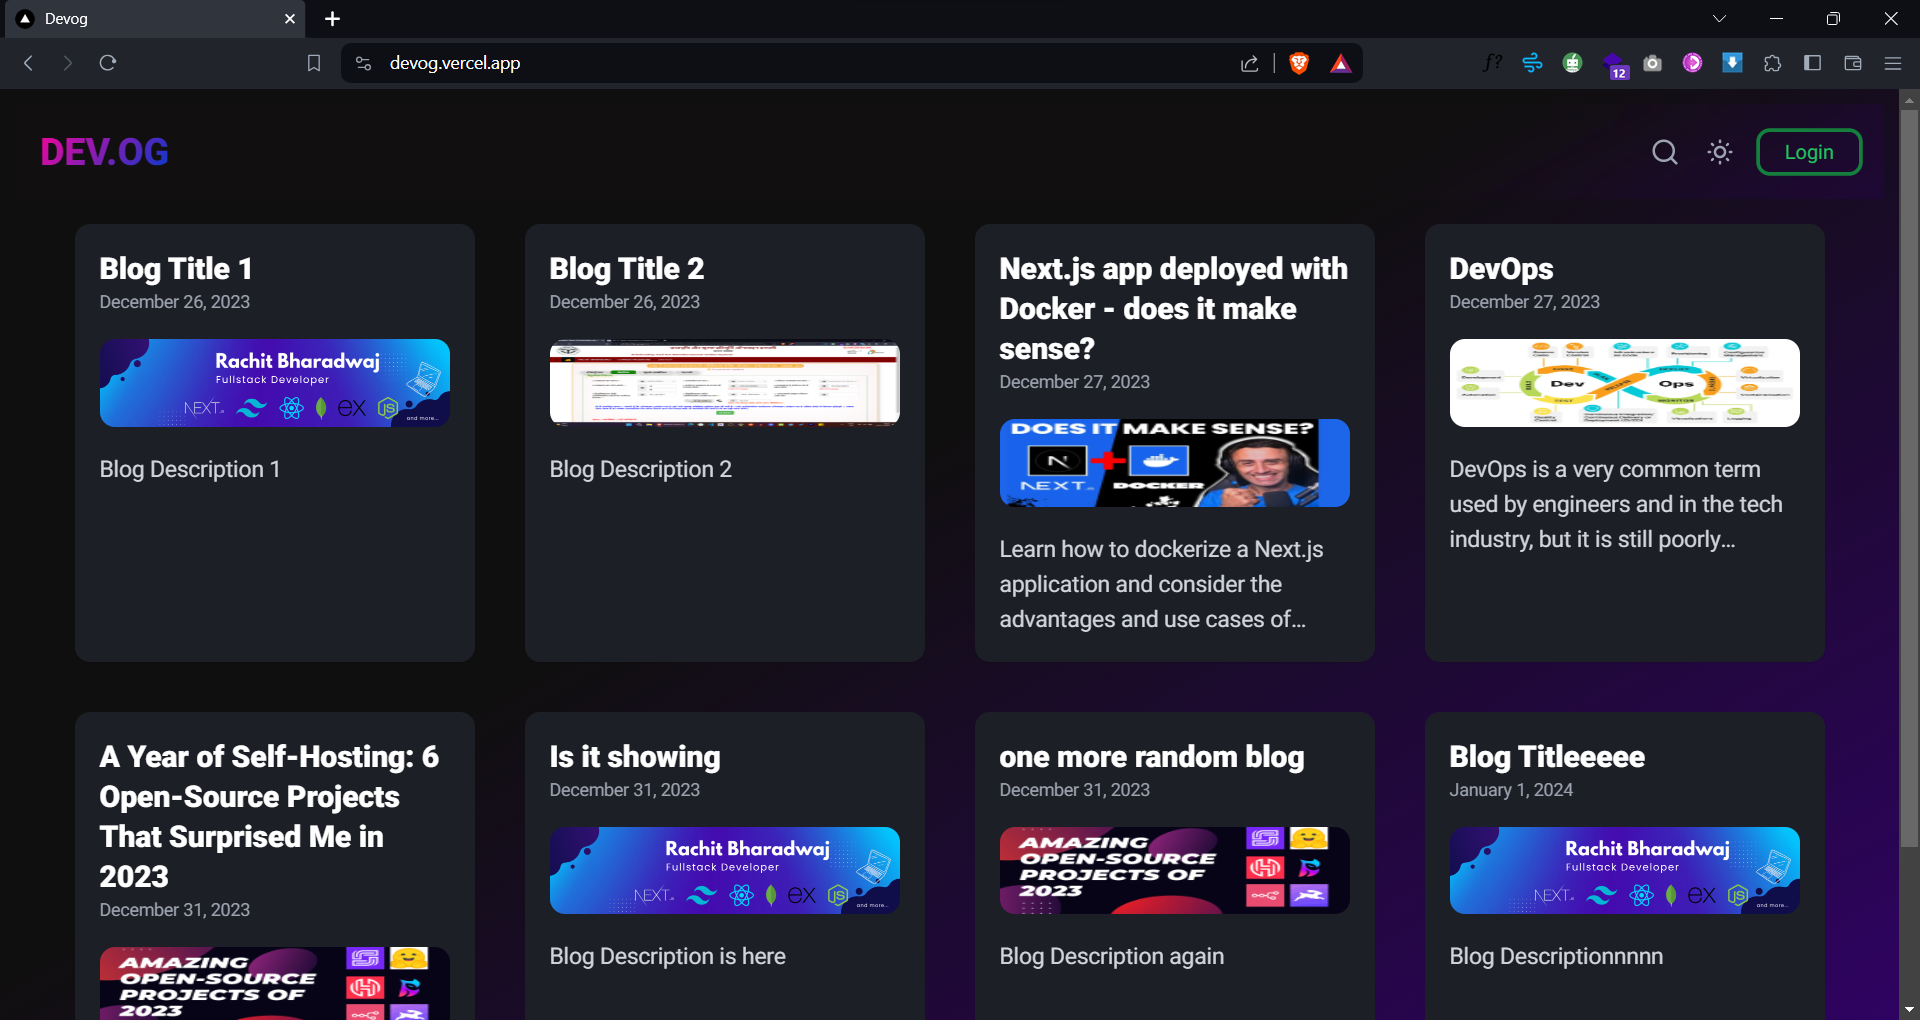 Devog
devog.vercel.app
12
DEV.OG
Login
Blog Title 1
December 26, 2023
Rachit Bharadwaj
Fullstack Developer
NEXT.
ex
JS
and more...
Blog Description 1
Blog Title 2
December 26, 2023
Blog Description 2
Next.js app deployed with
Docker - does it make
sense?
December 27, 2023
DOES IT MAKE SENSE?
N
NEXT.
DOCKER
Learn how to dockerize a Next.js
application and consider the
advantages and use cases of...
DevOps
December 27, 2023
Dev
Ops
DevOps is a very common term
used by engineers and in the tech
industry, but it is still poorly...
A Year of Self-Hosting: 6
Open-Source Projects
That Surprised Me in
2023
December 31, 2023
AMAZING
OPEN-SOURCE
PROJECTS OF
2023
Is it showing
December 31, 2023
Rachit Bharadwaj
Fullstack Developer
NEXT.
ex
JS
and more...
Blog Description is here
one more random blog
December 31, 2023
AMAZING
OPEN-SOURCE
PROJECTS OF
2023
Blog Description again
Blog Titleeeee
January 1, 2024
Rachit Bharadwaj
Fullstack Developer
NEXT.
ex
JS
and more...
Blog Descriptionnnnn